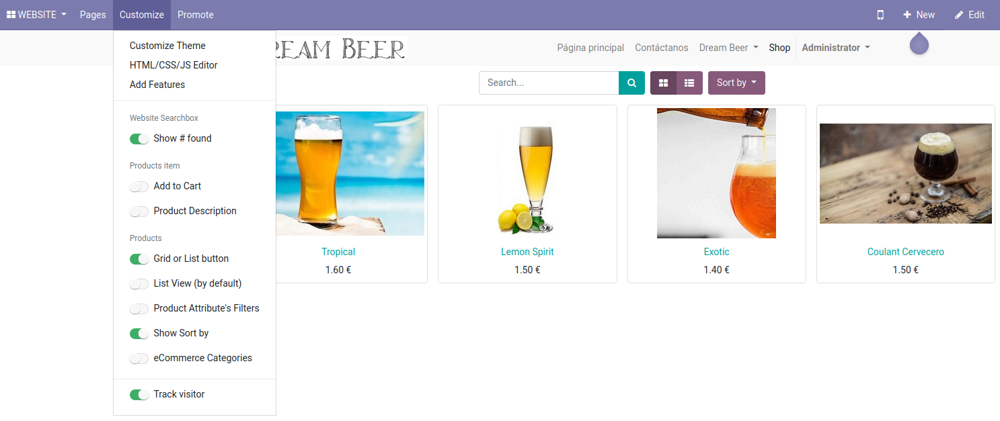 WEBSITE Pages Customize Promote New Edit
Customize Theme
HTML/CSS/JS Editor
Add Features
Website Searchbox
Show # found
Products item
Add to Cart
Product Description
Products
Grid or List button
List View (by default)
Product Attribute's Filters
Show Sort by
eCommerce Categories
Track visitor
REAM BEER Página principal Contáctanos Dream Beer Shop Administrator
Search... Sort by
Tropical
1.60 €
Lemon Spirit
1.50 €
Exotic
1.40 €
Coulant Cervecero
1.50 €